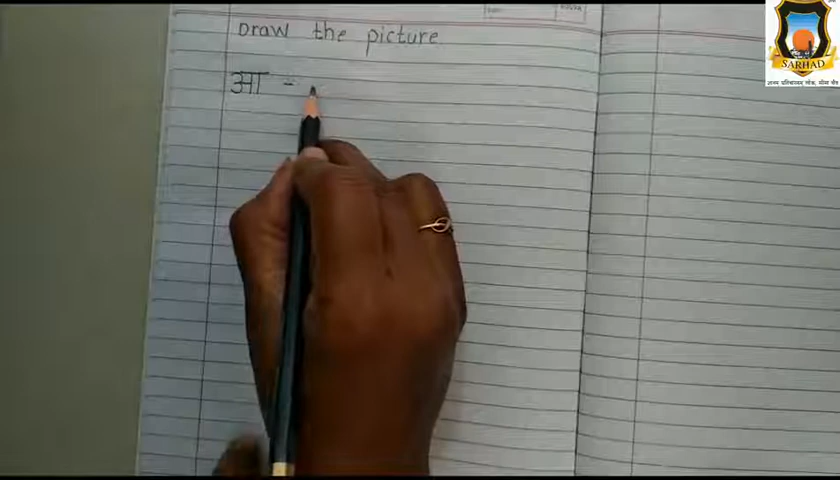 Draw the picture
आ -
SARHAD